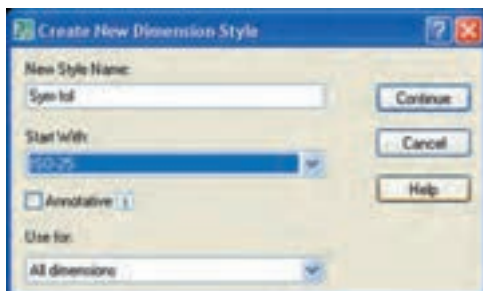 Create New Dimension Style
New Style Name:
Sym tol
Continue
Start With:
ISO-25
Cancel
Annotative
Help
Use for:
All dimensions